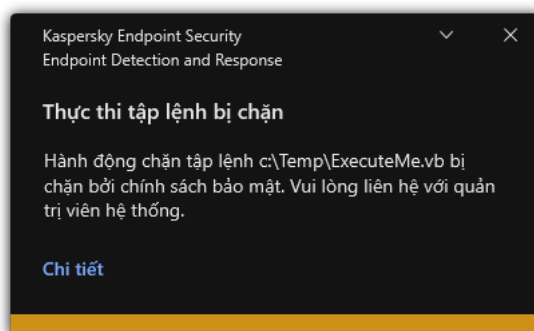 Kaspersky Endpoint Security
Endpoint Detection and Response
Thực thi tập lệnh bị chặn
Hành động chặn tập lệnh c:\Temp\ExecuteMe.vb bị
chặn bởi chính sách bảo mật. Vui lòng liên hệ với quản
trị viên hệ thống.
Chi tiết